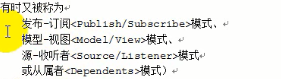 有时又被称为
发布-订阅<Publish/Subscribe>模式、
模型-视图<Model/View>模式、
源-收听者<Source/Listener>模式
或从属者<Dependents>模式)